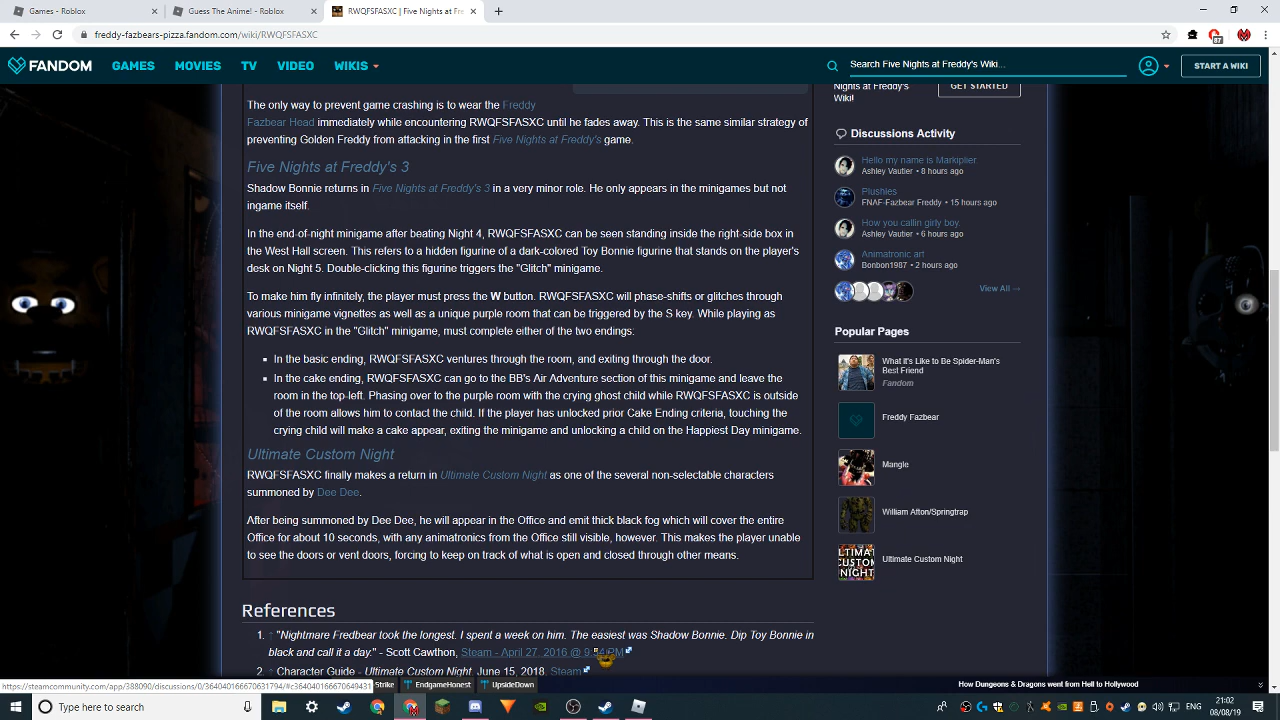 Games - Roblox
Guess The Anime! - Roblox
RWQFSFASXC | Five Nights at Fre
freddy-fazbears-pizza.fandom.com/wiki/RWQFSFASXC
87
FANDOM GAMES MOVIES TV VIDEO WIKIS
Search Five Nights at Freddy's Wiki...
START A WIKI
The only way to prevent game crashing is to wear the Freddy
Fazbear Head immediately while encountering RWQFSFASXC until he fades away. This is the same similar strategy of
preventing Golden Freddy from attacking in the first Five Nights at Freddy's game.
Five Nights at Freddy's 3
Shadow Bonnie returns in Five Nights at Freddy's 3 in a very minor role. He only appears in the minigames but not
ingame itself.
In the end-of-night minigame after beating Night 4, RWQFSFASXC can be seen standing inside the right-side box in
the West Hall screen. This refers to a hidden figurine of a dark-colored Toy Bonnie figurine that stands on the player's
desk on Night 5. Double-clicking this figurine triggers the "Glitch" minigame.
To make him fly infinitely, the player must press the W button. RWQFSFASXC will phase-shifts or glitches through
various minigame vignettes as well as a unique purple room that can be triggered by the S key. While playing as
RWQFSFASXC in the "Glitch" minigame, must complete either of the two endings:
In the basic ending, RWQFSFASXC ventures through the room, and exiting through the door.
In the cake ending, RWQFSFASXC can go to the BB's Air Adventure section of this minigame and leave the
room in the top-left. Phasing over to the purple room with the crying ghost child while RWQFSFASXC is outside
of the room allows him to contact the child. If the player has unlocked prior Cake Ending criteria, touching the
crying child will make a cake appear, exiting the minigame and unlocking a child on the Happiest Day minigame.
Ultimate Custom Night
RWQFSFASXC finally makes a return in Ultimate Custom Night as one of the several non-selectable characters
summoned by Dee Dee.
After being summoned by Dee Dee, he will appear in the Office and emit thick black fog which will cover the entire
Office for about 10 seconds, with any animatronics from the Office still visible, however. This makes the player unable
to see the doors or vent doors, forcing to keep on track of what is open and closed through other means.
References
1. ↑ "Nightmare Fredbear took the longest. I spent a week on him. The easiest was Shadow Bonnie. Dip Toy Bonnie in
black and call it a day." - Scott Cawthon, Steam - April 27, 2016 @ PM
2. ↑ Character Guide - Ultimate Custom Night, June 15, 2018, Steam
Nights at Freddy's
Wiki!
GET STARTED
Discussions Activity
Hello my name is Markiplier.
Ashley Vautier • 8 hours ago
Plushies
FNAF-Fazbear Freddy • 15 hours ago
How you callin girly boy.
Ashley Vautier • 6 hours ago
Animatronic art
Bonbon1987 • 2 hours ago
View All →
Popular Pages
What it's Like to Be Spider-Man's
Best Friend
Fandom
Freddy Fazbear
Mangle
William Afton/Springtrap
ULTIMA
CUSTOM
NIGHT
Ultimate Custom Night
https://steamcommunity.com/app/388090/discussions/0/364040166670631794/#c364040166670649431
Strike
EndgameHonest
UpsideDown
How Dungeons & Dragons went from Hell to Hollywood
Type here to search
21:02
08/08/19